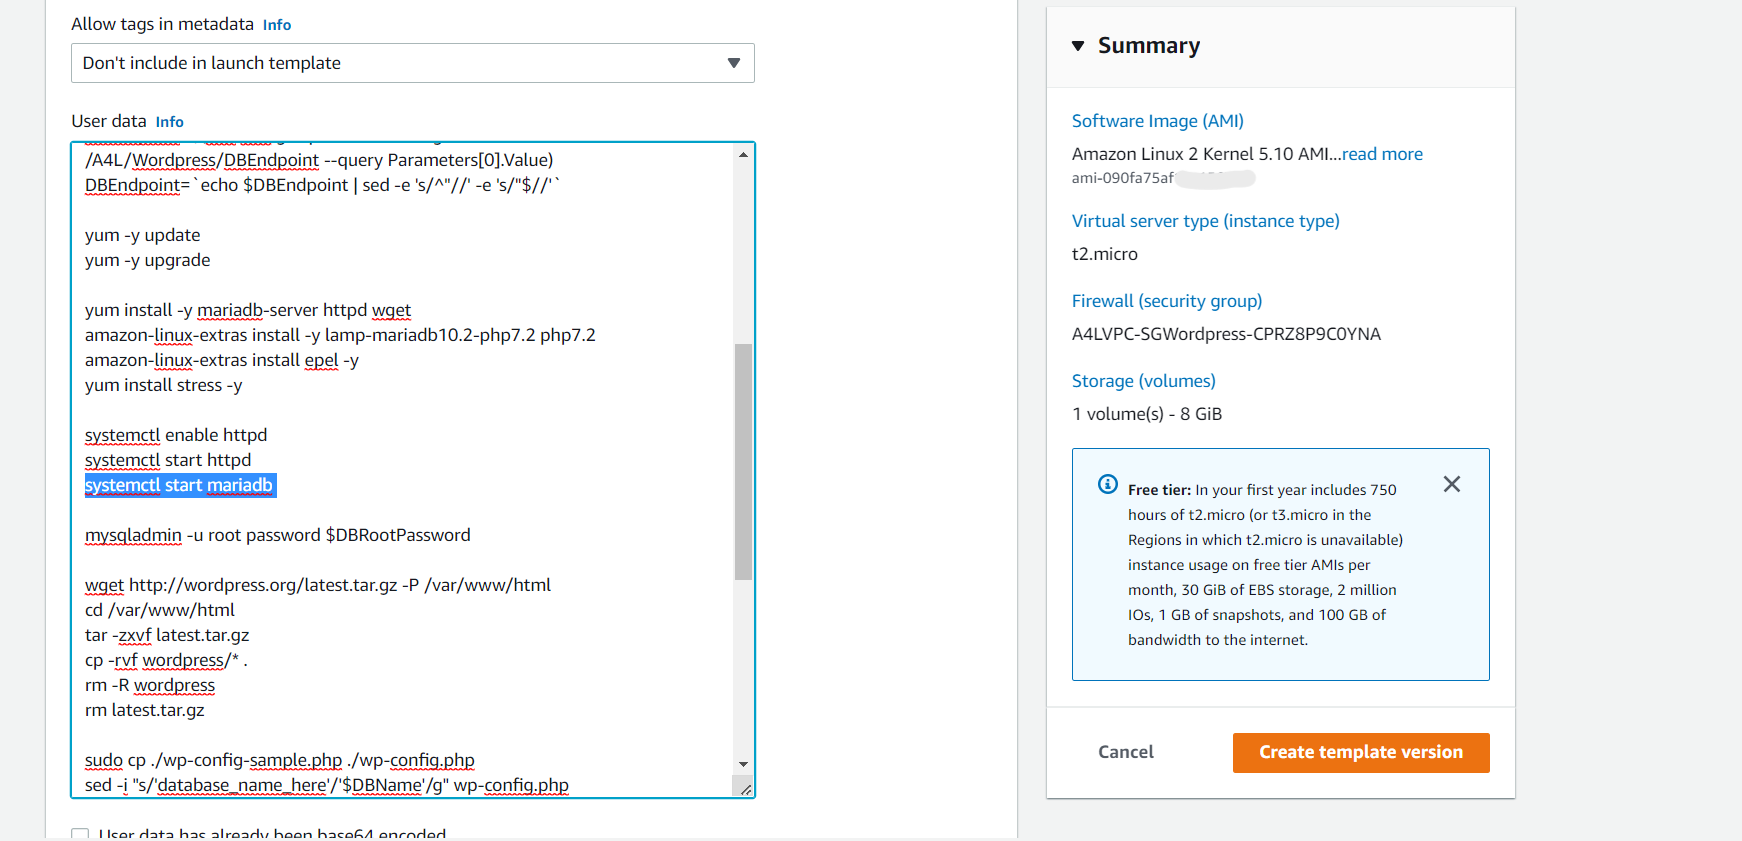 Allow tags in metadata Info
Don't include in launch template
User data Info
/A4L/Wordpress/DBEndpoint --query Parameters[0].Value)
DBEndpoint=`echo $DBEndpoint | sed -e 's/^"//' -e 's/"$//'`
yum -y update
yum -y upgrade
yum install -y mariadb-server httpd wget
amazon-linux-extras install -y lamp-mariadb10.2-php7.2 php7.2
amazon-linux-extras install epel -y
yum install stress -y
systemctl enable httpd
systemctl start httpd
systemctl start mariadb
mysqladmin -u root password $DBRootPassword
wget http://wordpress.org/latest.tar.gz -P /var/www/html
cd /var/www/html
tar -zxvf latest.tar.gz
cp -rvf wordpress/* .
rm -R wordpress
rm latest.tar.gz
sudo cp ./wp-config-sample.php ./wp-config.php
sed -i "s/'database_name_here'/'$DBName'/g" wp-config.php
User data has already been base64 encoded
Summary
Software Image (AMI)
Amazon Linux 2 Kernel 5.10 AMI...read more
ami-090fa75af
Virtual server type (instance type)
t2.micro
Firewall (security group)
A4LVPC-SGWordpress-CPRZ8P9C0YNA
Storage (volumes)
1 volume(s) - 8 GiB
Free tier: In your first year includes 750
hours of t2.micro (or t3.micro in the
Regions in which t2.micro is unavailable)
instance usage on free tier AMIs per
month, 30 GiB of EBS storage, 2 million
IOs, 1 GB of snapshots, and 100 GB of
bandwidth to the internet.
Cancel
Create template version